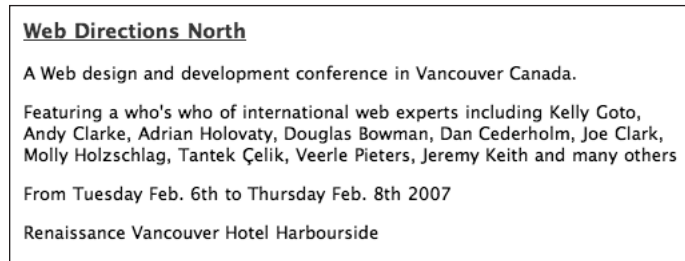 Web Directions North
A Web design and development conference in Vancouver Canada.
Featuring a who's who of international web experts including Kelly Goto,
Andy Clarke, Adrian Holovaty, Douglas Bowman, Dan Cederholm, Joe Clark,
Molly Holzschlag, Tantek Çelik, Veerle Pieters, Jeremy Keith and many others
From Tuesday Feb. 6th to Thursday Feb. 8th 2007
Renaissance Vancouver Hotel Harbourside